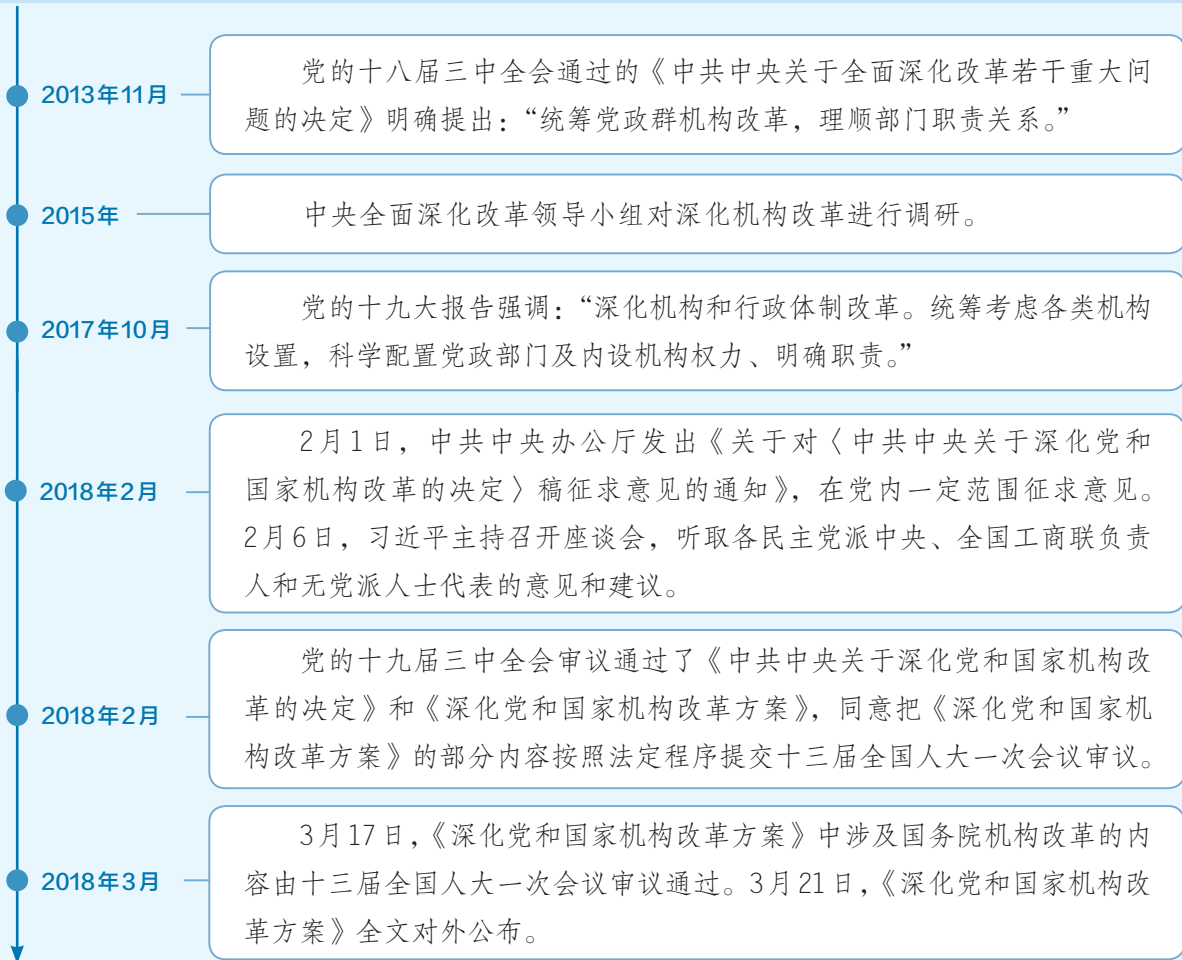 2013年11月
党的十八届三中全会通过的《中共中央关于全面深化改革若干重大问
题的决定》明确提出：“统筹党政群机构改革，理顺部门职责关系。”
2015年
中央全面深化改革领导小组对深化机构改革进行调研。
2017年10月
党的十九大报告强调：“深化机构和行政体制改革。统筹考虑各类机构
设置，科学配置党政部门及内设机构权力、明确职责。”
2018年2月
2月1日，中共中央办公厅发出《关于对〈中共中央关于深化党和
国家机构改革的决定〉稿征求意见的通知》，在党内一定范围征求意见。
2月6日，习近平主持召开座谈会，听取各民主党派中央、全国工商联负责
人和无党派人士代表的意见和建议。
2018年2月
党的十九届三中全会审议通过了《中共中央关于深化党和国家机构改
革的决定》和《深化党和国家机构改革方案》，同意把《深化党和国家机
构改革方案》的部分内容按照法定程序提交十三届全国人大一次会议审议。
2018年3月
3月17日，《深化党和国家机构改革方案》中涉及国务院机构改革的内
容由十三届全国人大一次会议审议通过。3月21日，《深化党和国家机构改
革方案》全文对外公布。